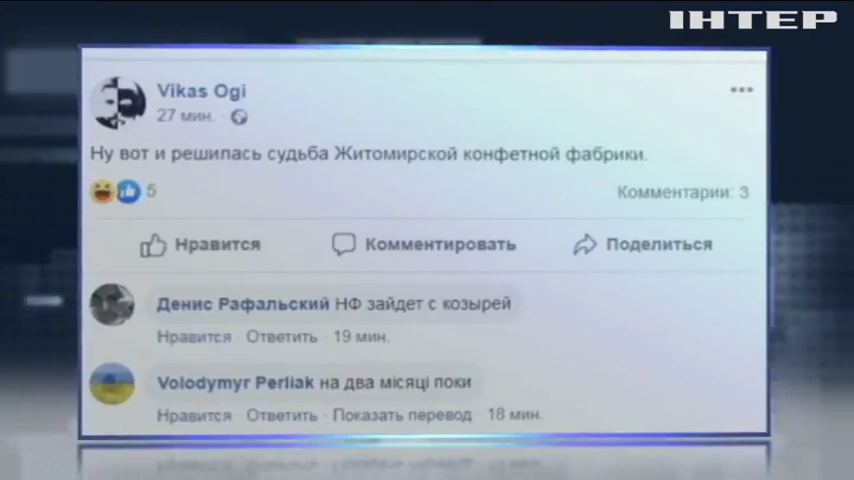 ІНТЕР
Vikas Ogi
27 мин. ·
Ну вот и решилась судьба Житомирской конфетной фабрики.
5 Комментарии: 3
Нравится Комментировать Поделиться
Денис Рафальский НФ зайдет с козырей
Нравится · Ответить · 19 мин.
Volodymyr Perliak на два місяці поки
Нравится · Ответить · Показать перевод · 18 мин.